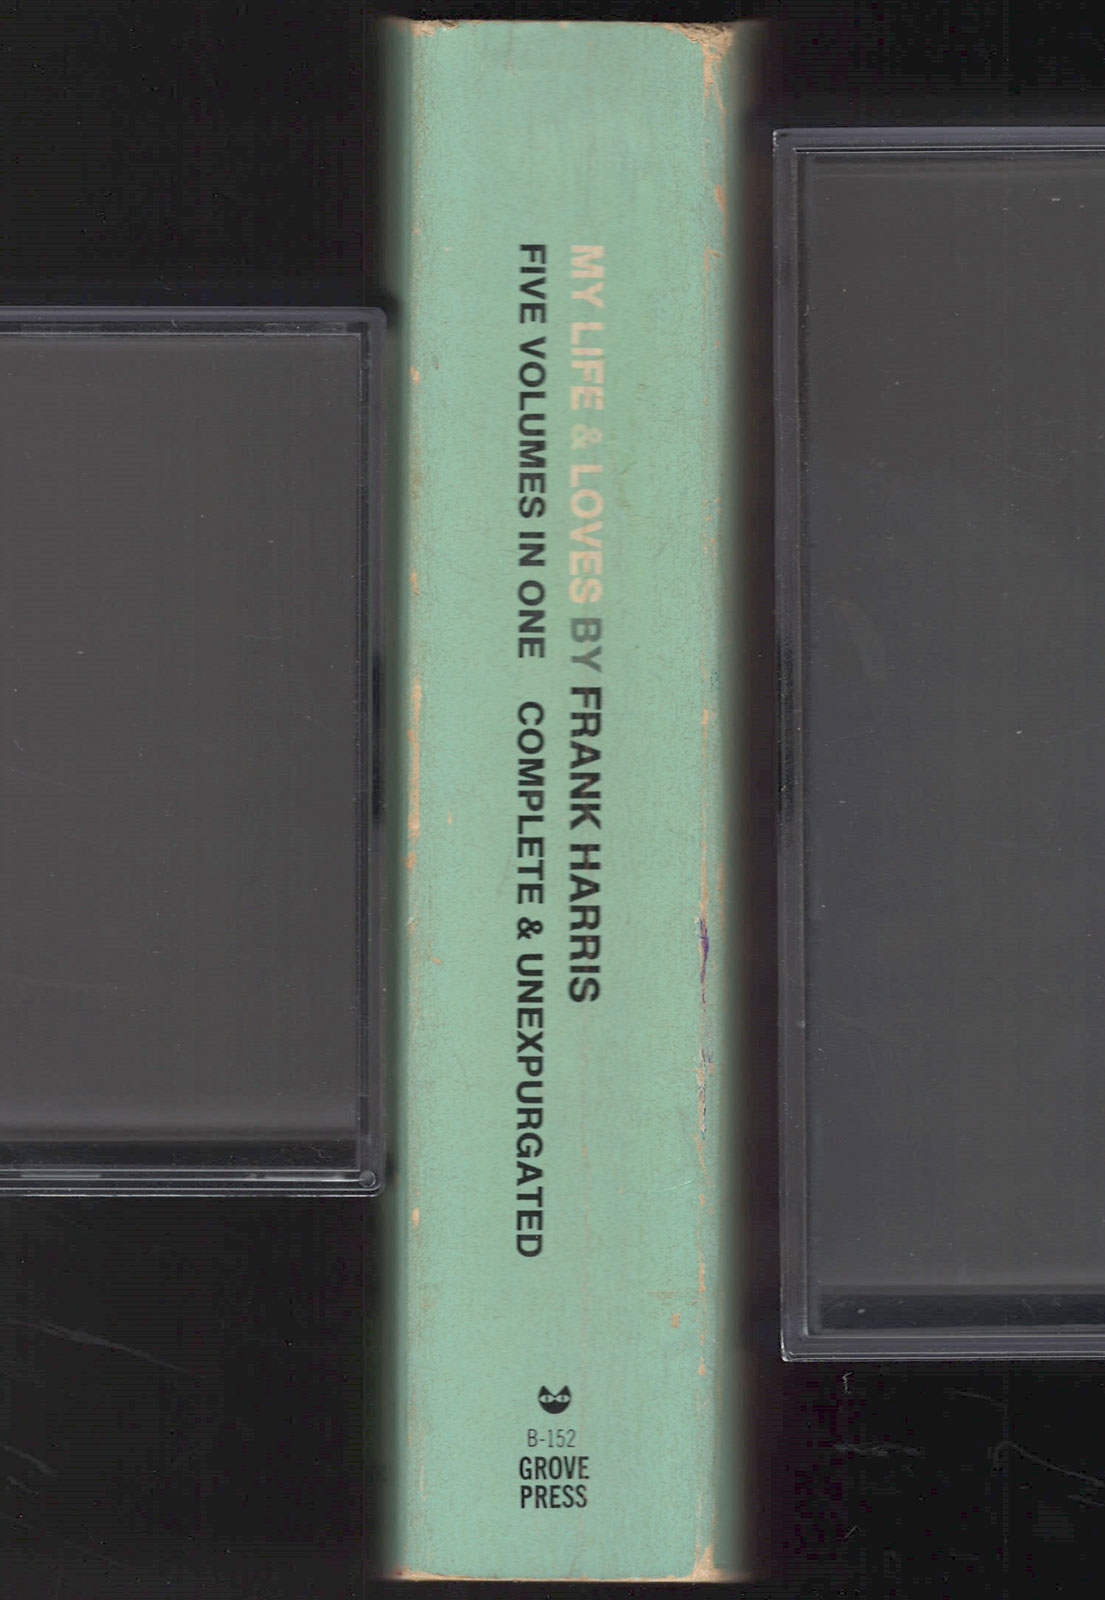 MY LIFE & LOVES BY FRANK HARRIS
FIVE VOLUMES IN ONE COMPLETE & UNEXPURGATED
B-152
GROVE
PRESS